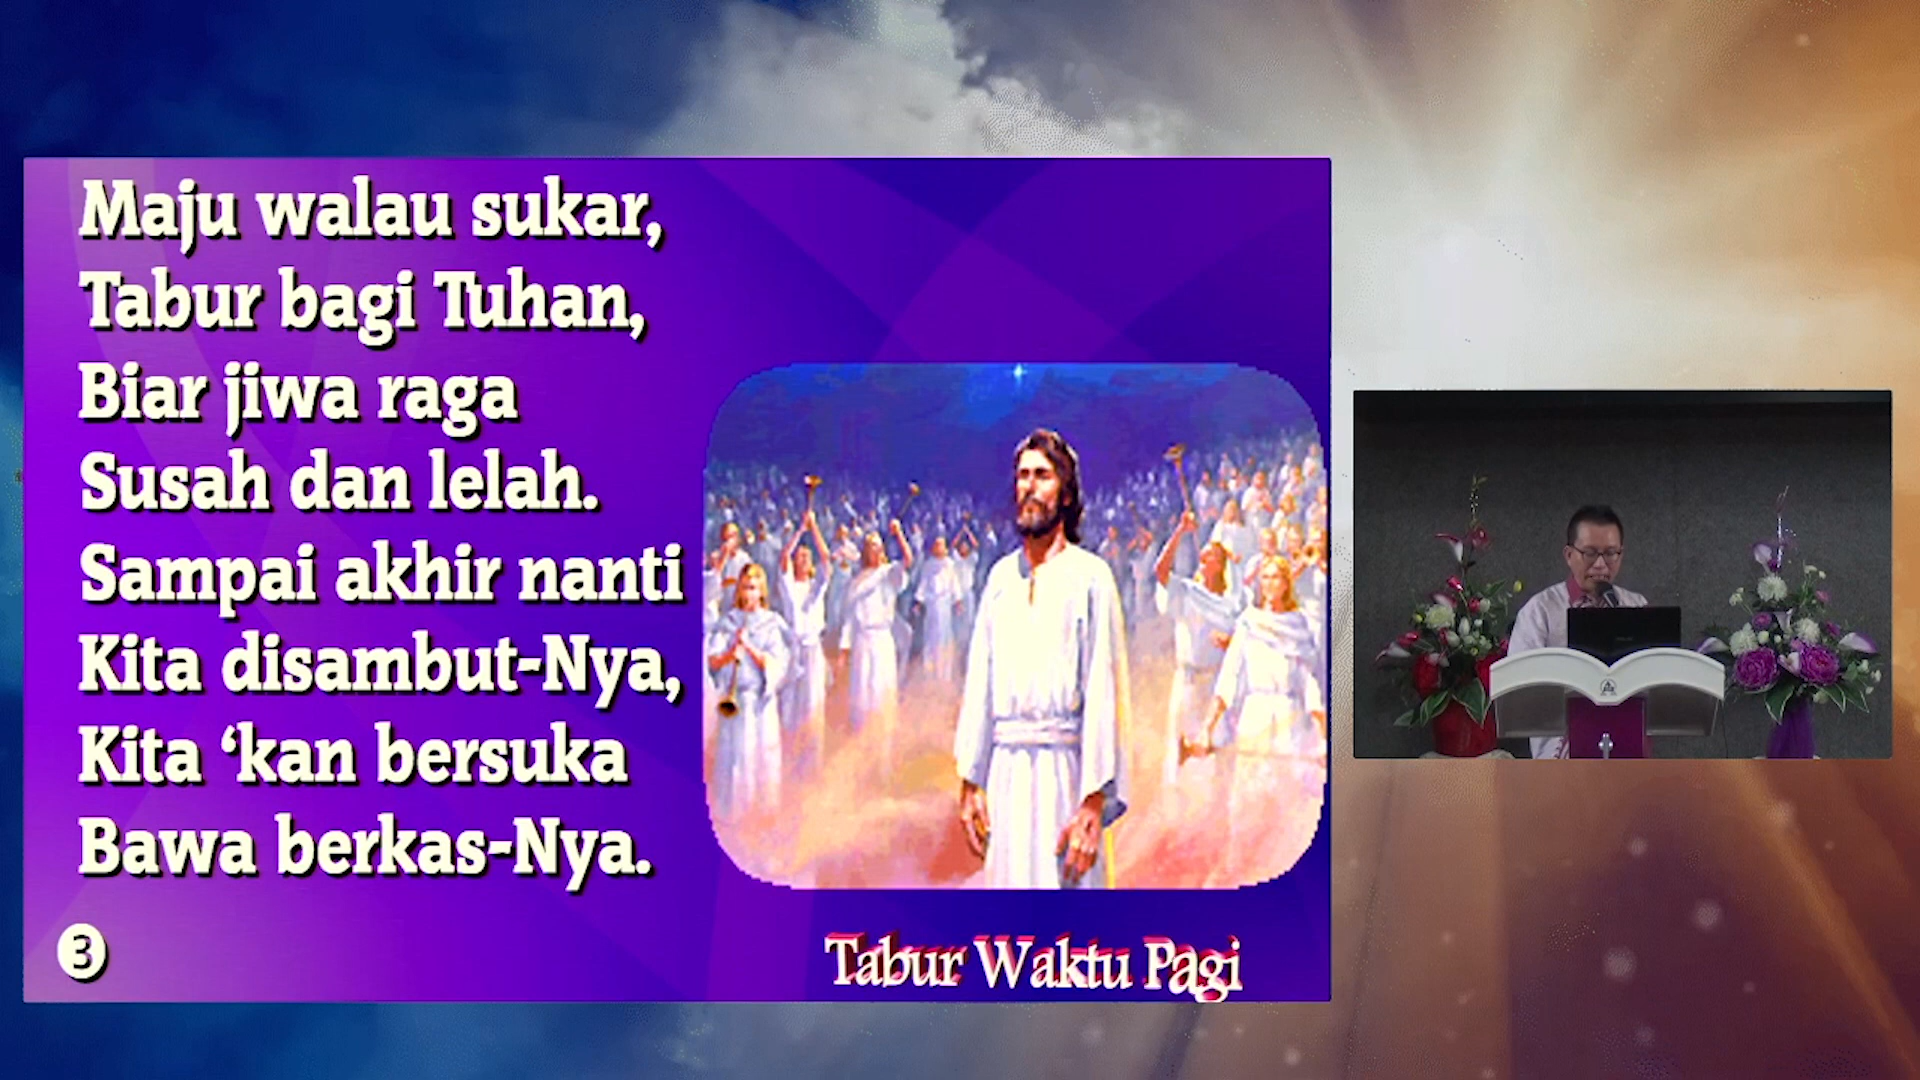 Maju walau sukar,
Tabur bagi Tuhan,
Biar jiwa raga
Susah dan lelah.
Sampai akhir nanti
Kita disambut-Nya,
Kita ‘kan bersuka
Bawa berkas-Nya.
3
Tabur Waktu Pagi